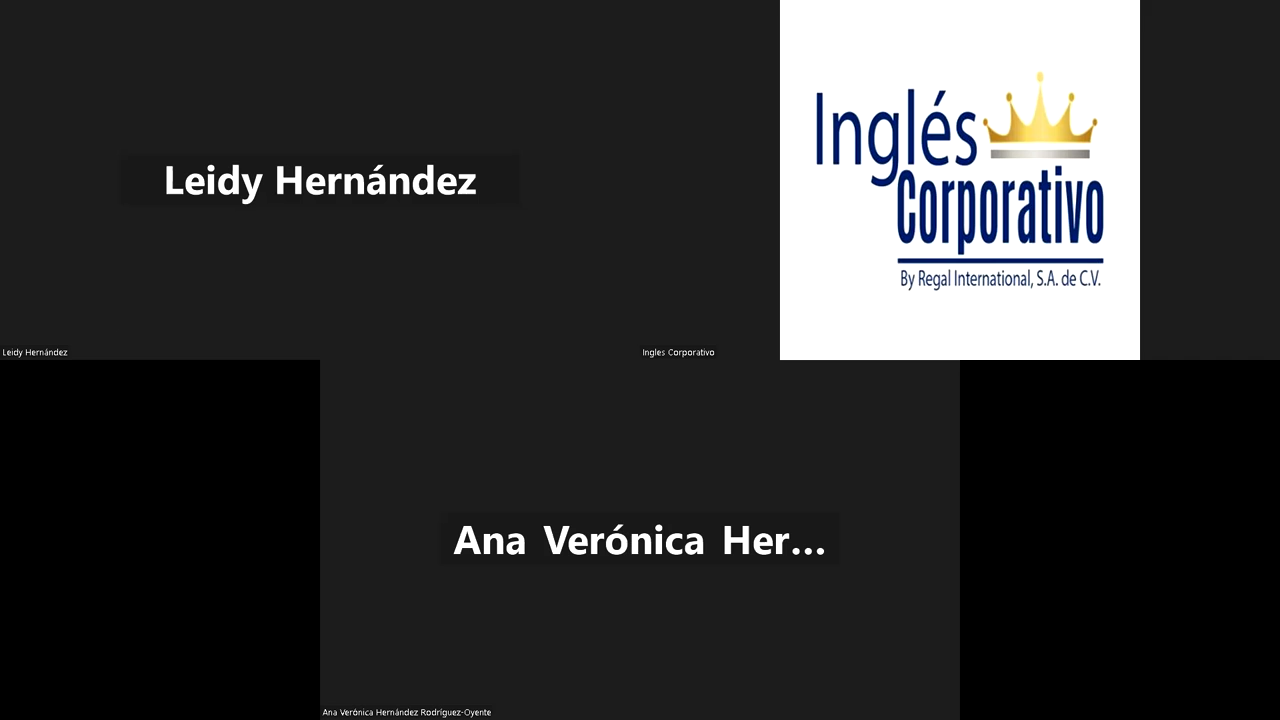 Leidy Hernández
Leidy Hernández
Inglés
Corporativo
By Regal International, S.A. de C.V.
Ingles Corporativo
Ana Verónica Her...
Ana Verónica Hernández Rodríguez-Oyente